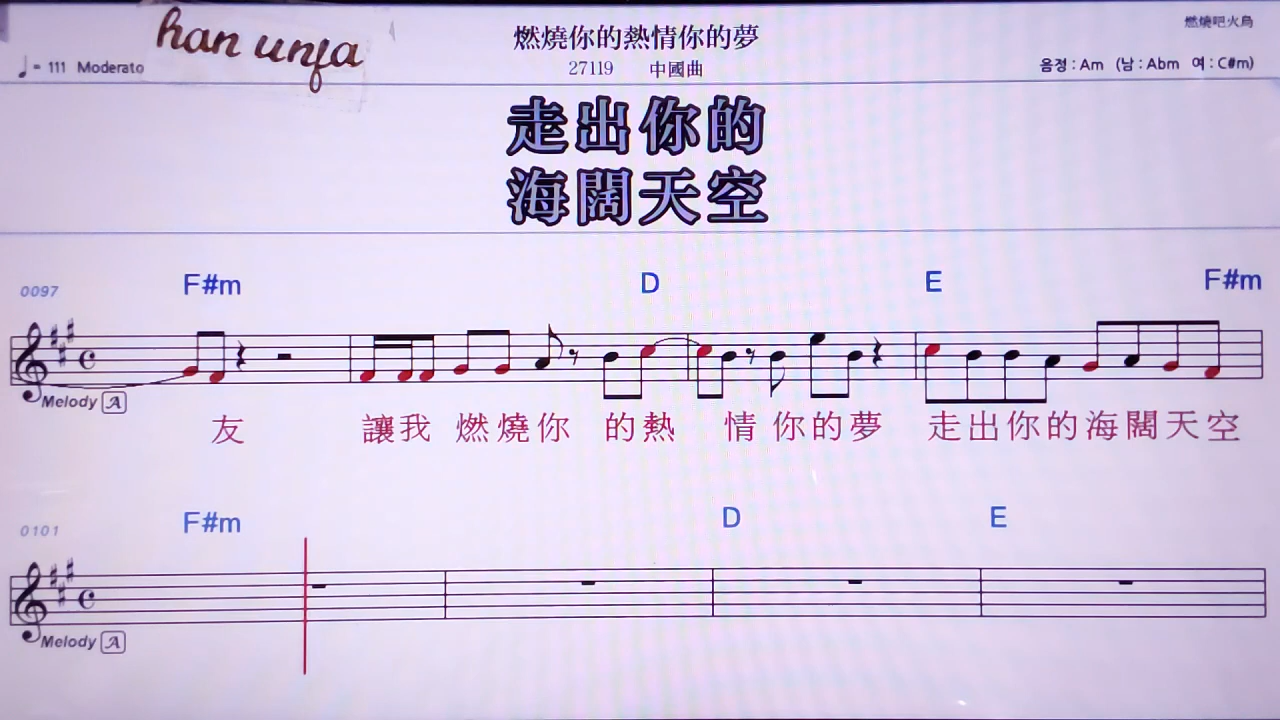 han unfa
燃燒你的熱情你的夢
燃燒吧火鳥
♩= 111 Moderato
27119 中國曲
음정 : Am (남 : Abm 여 : C#m)
走出你的
海闊天空
0097 F#m D E F#m
Melody A
友 讓我 燃燒你 的熱 情 你的夢 走出你的海闊天空
0101 F#m D E
Melody A